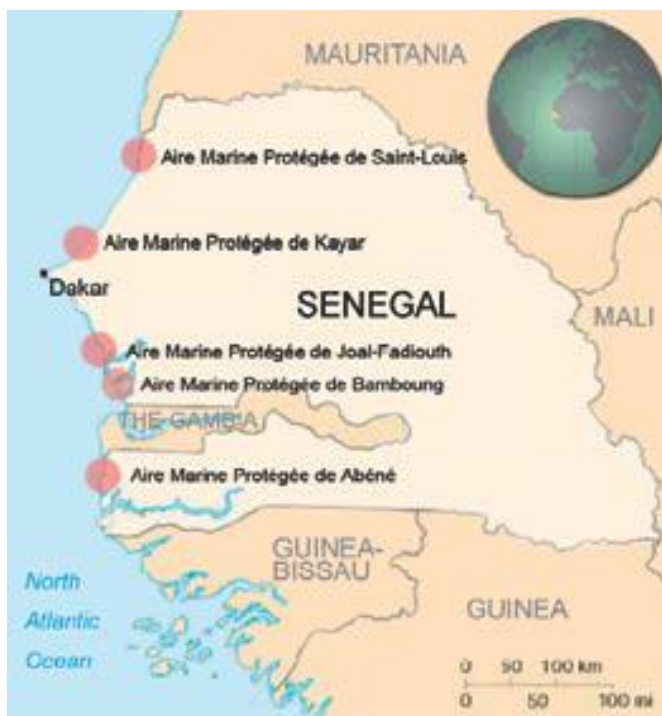 MAURITANIA
Aire Marine Protégée de Saint-Louis
Aire Marine Protégée de Kayar
Dakar
SENEGAL
MALI
Aire Marine Protégée de Joal-Fadiouth
Aire Marine Protégée de Bamboung
THE GAMBIA
Aire Marine Protégée de Abéné
GUINEA-
BISSAU
GUINEA
North
Atlantic
Ocean
0 50 100 km
0 50 100 mi